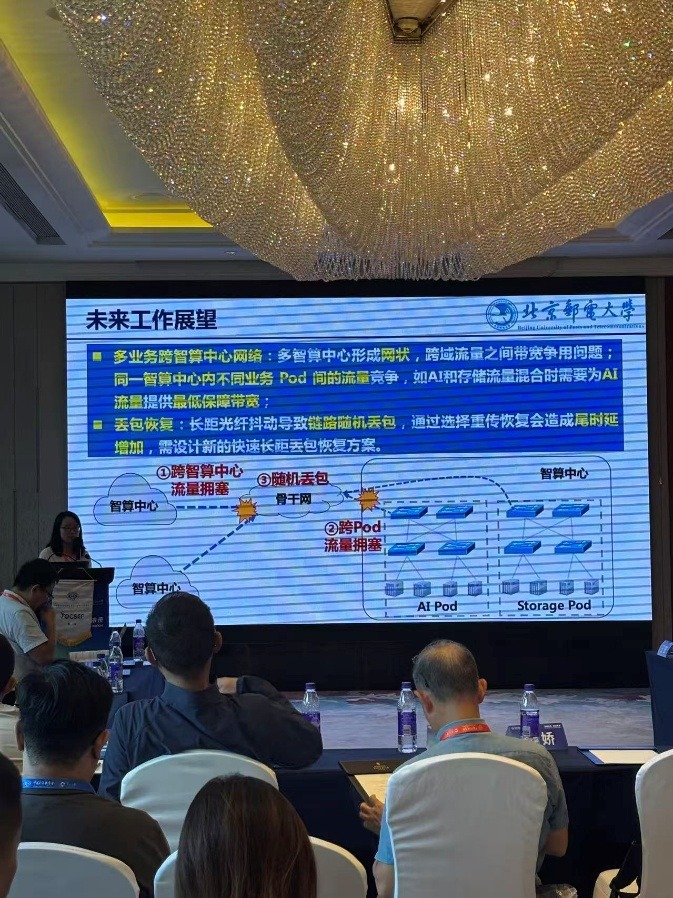 未来工作展望
北京郵電大學
Beijing University of Posts and Telecommunications
多业务跨智算中心网络：多智算中心形成网状，跨域流量之间带宽争用问题；
同一智算中心内不同业务 Pod 间的流量竞争，如AI和存储流量混合时需要为AI
流量提供最低保障带宽；
丢包恢复：长距光纤抖动导致链路随机丢包，通过选择重传恢复会造成尾时延
增加，需设计新的快速长距丢包恢复方案。
①跨智算中心
流量拥塞
③随机丢包
骨干网
智算中心
智算中心
②跨Pod
流量拥塞
智算中心
AI Pod
Storage Pod
娇